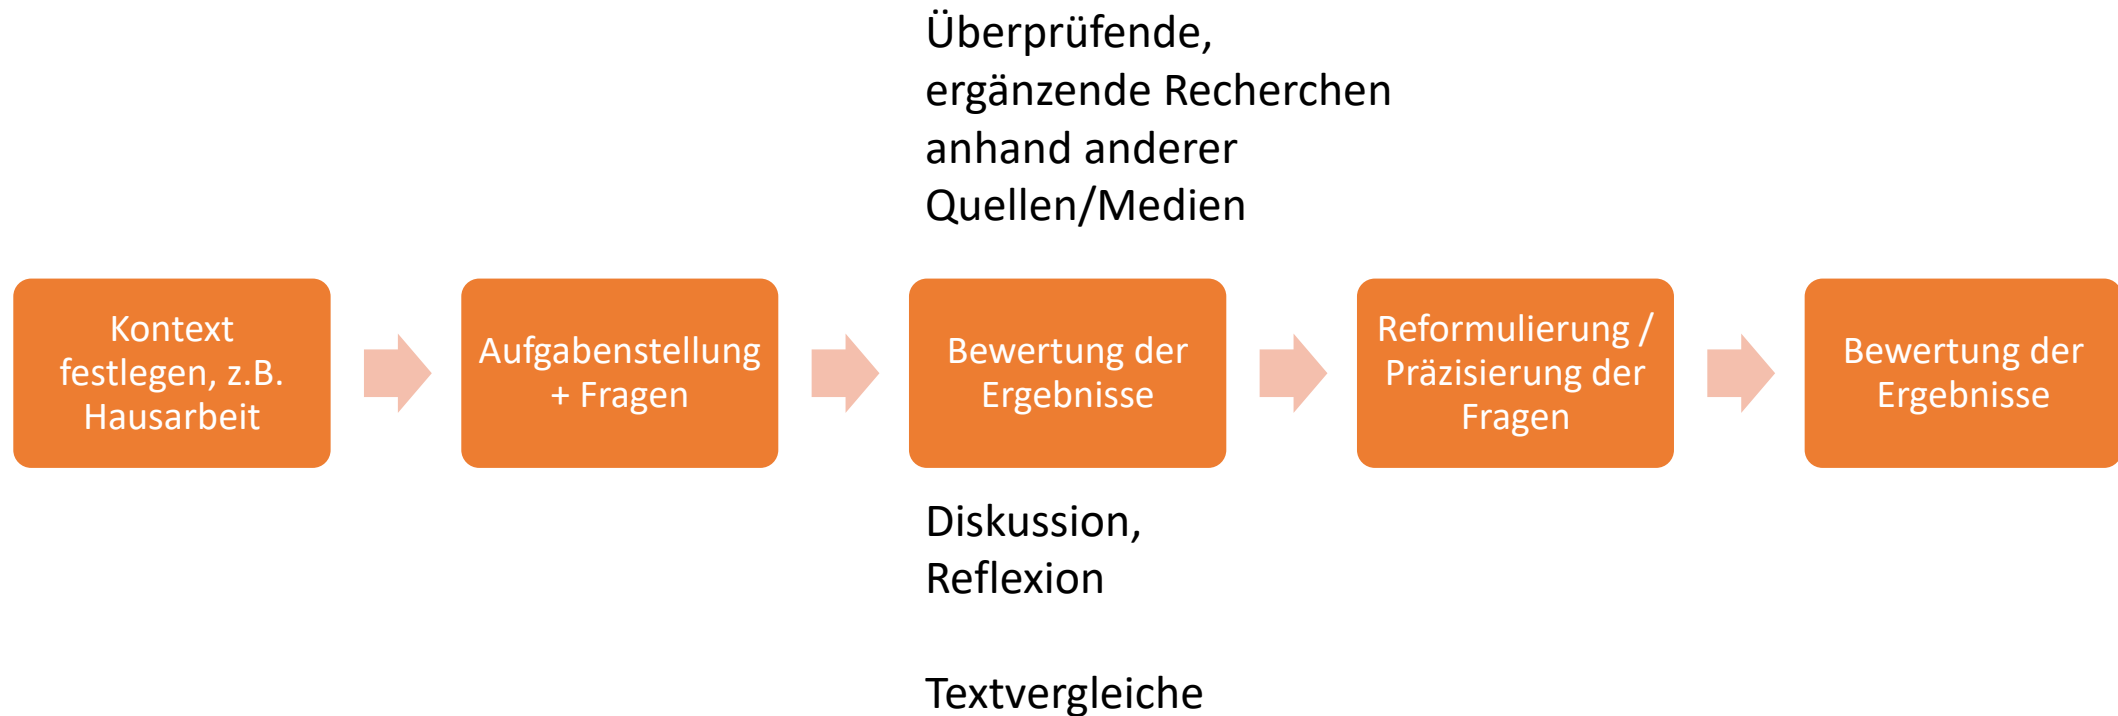 Überprüfende,
ergänzende Recherchen
anhand anderer
Quellen/Medien
Kontext
festlegen, z.B.
Hausarbeit
Aufgabenstellung
+ Fragen
Bewertung der
Ergebnisse
Reformulierung /
Präzisierung der
Fragen
Bewertung der
Ergebnisse
Diskussion,
Reflexion
Textvergleiche